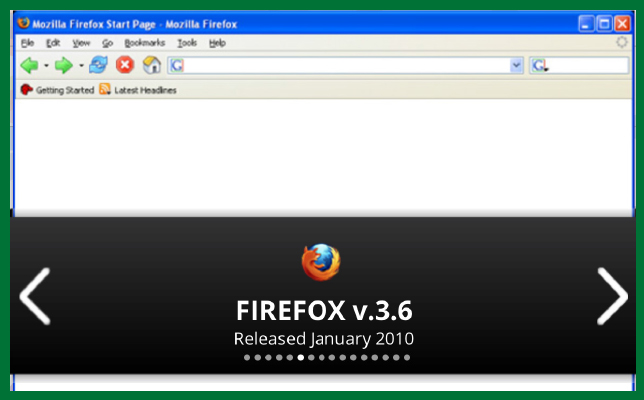 Mozilla Firefox Start Page - Mozilla Firefox
File Edit View Go Bookmarks Tools Help
G G
Getting Started Latest Headlines
FIREFOX v.3.6
Released January 2010